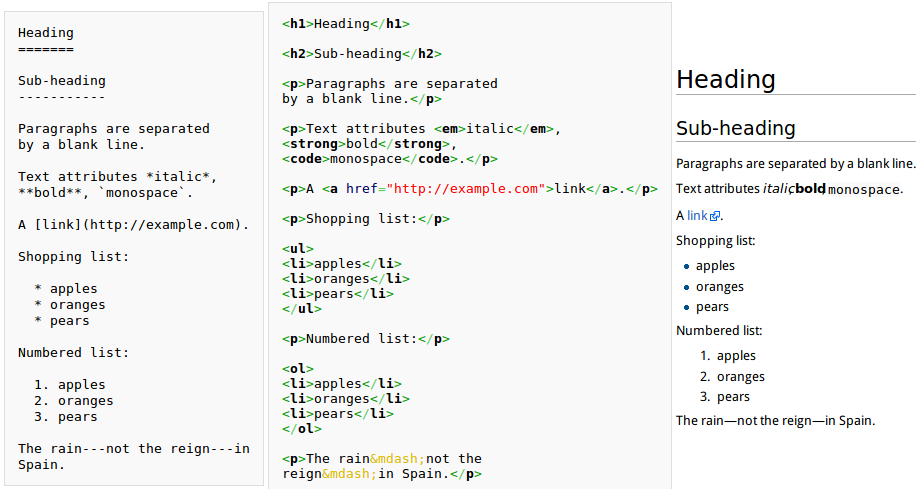 Heading
=======
Sub-heading
-----------
Paragraphs are separated
by a blank line.
Text attributes *italic*,
**bold**, `monospace`.
A [link](http://example.com).
Shopping list:
* apples
* oranges
* pears
Numbered list:
1. apples
2. oranges
3. pears
The rain---not the reign---in
Spain.
<h1>Heading</h1>
<h2>Sub-heading</h2>
<p>Paragraphs are separated
by a blank line.</p>
<p>Text attributes <em>italic</em>,
<strong>bold</strong>,
<code>monospace</code>.</p>
<p>A <a href="http://example.com">link</a>.</p>
<p>Shopping list:</p>
<ul>
<li>apples</li>
<li>oranges</li>
<li>pears</li>
</ul>
<p>Numbered list:</p>
<ol>
<li>apples</li>
<li>oranges</li>
<li>pears</li>
</ol>
<p>The rain&mdash;not the
reign&mdash;in Spain.</p>
Heading
Sub-heading
Paragraphs are separated by a blank line.
Text attributes italic, bold, monospace.
A link.
Shopping list:
• apples
• oranges
• pears
Numbered list:
1. apples
2. oranges
3. pears
The rain—not the reign—in Spain.